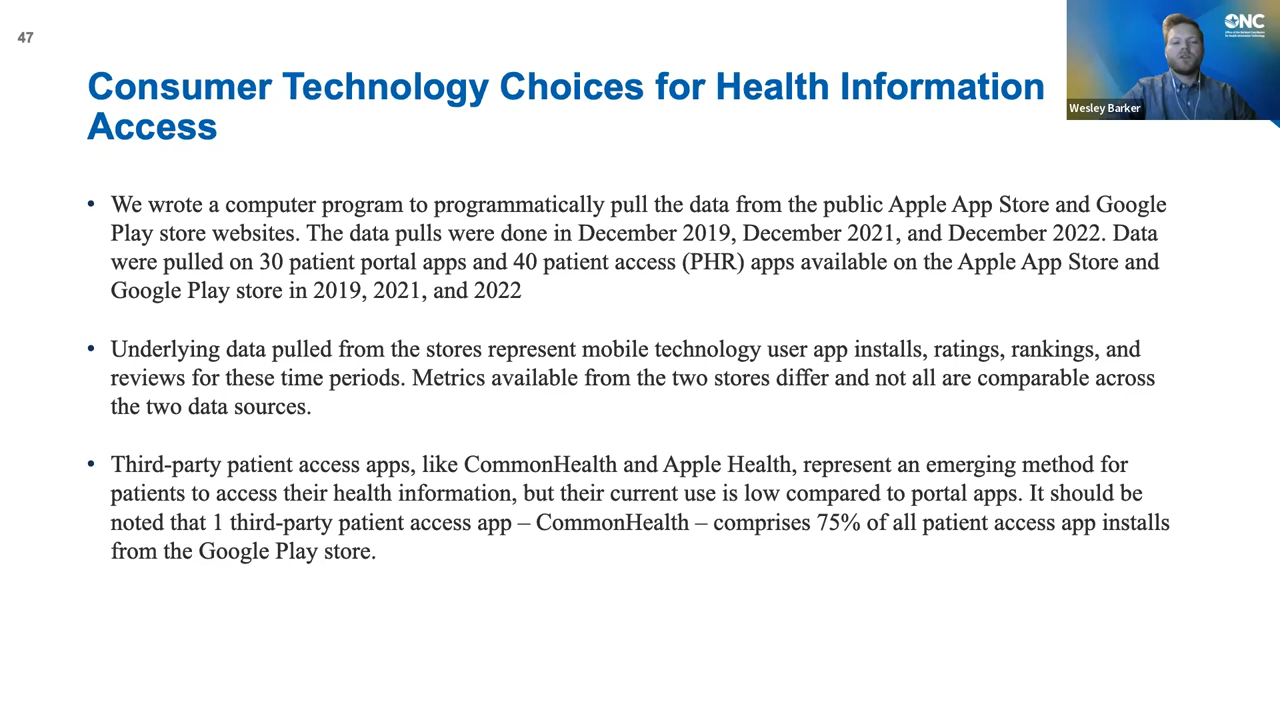 47
Consumer Technology Choices for Health Information
Access
• We wrote a computer program to programmatically pull the data from the public Apple App Store and Google
Play store websites. The data pulls were done in December 2019, December 2021, and December 2022. Data
were pulled on 30 patient portal apps and 40 patient access (PHR) apps available on the Apple App Store and
Google Play store in 2019, 2021, and 2022
• Underlying data pulled from the stores represent mobile technology user app installs, ratings, rankings, and
reviews for these time periods. Metrics available from the two stores differ and not all are comparable across
the two data sources.
• Third-party patient access apps, like CommonHealth and Apple Health, represent an emerging method for
patients to access their health information, but their current use is low compared to portal apps. It should be
noted that 1 third-party patient access app – CommonHealth – comprises 75% of all patient access app installs
from the Google Play store.
ONC
Wesley Barker